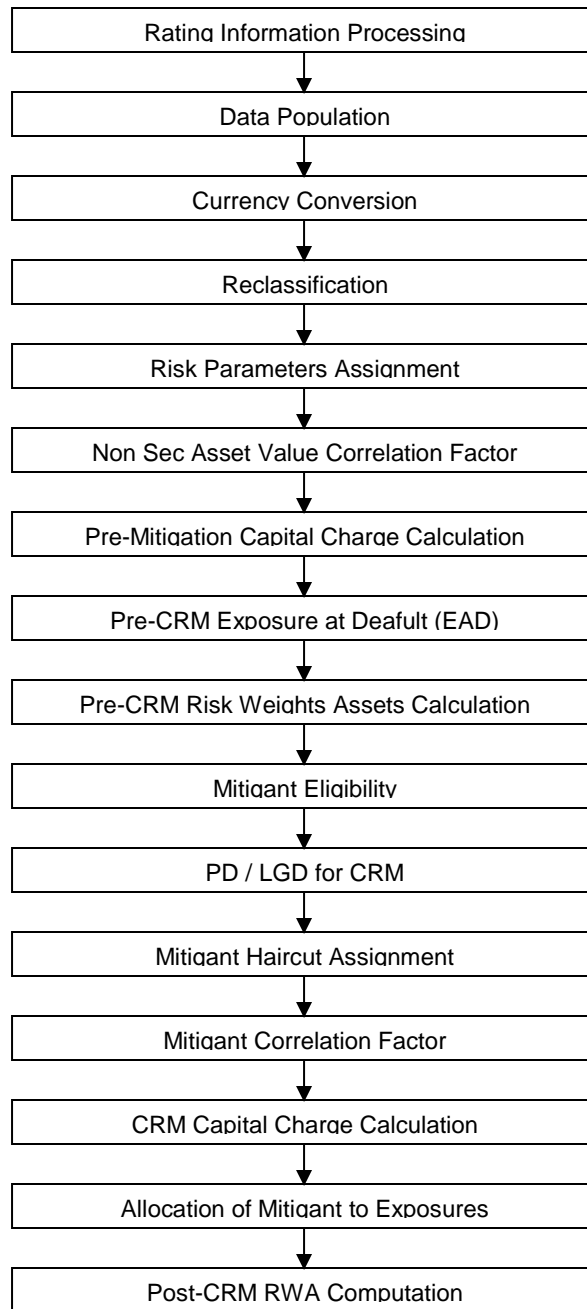 Rating Information Processing
Data Population
Currency Conversion
Reclassification
Risk Parameters Assignment
Non Sec Asset Value Correlation Factor
Pre-Mitigation Capital Charge Calculation
Pre-CRM Exposure at Deafult (EAD)
Pre-CRM Risk Weights Assets Calculation
Mitigant Eligibility
PD / LGD for CRM
Mitigant Haircut Assignment
Mitigant Correlation Factor
CRM Capital Charge Calculation
Allocation of Mitigant to Exposures
Post-CRM RWA Computation